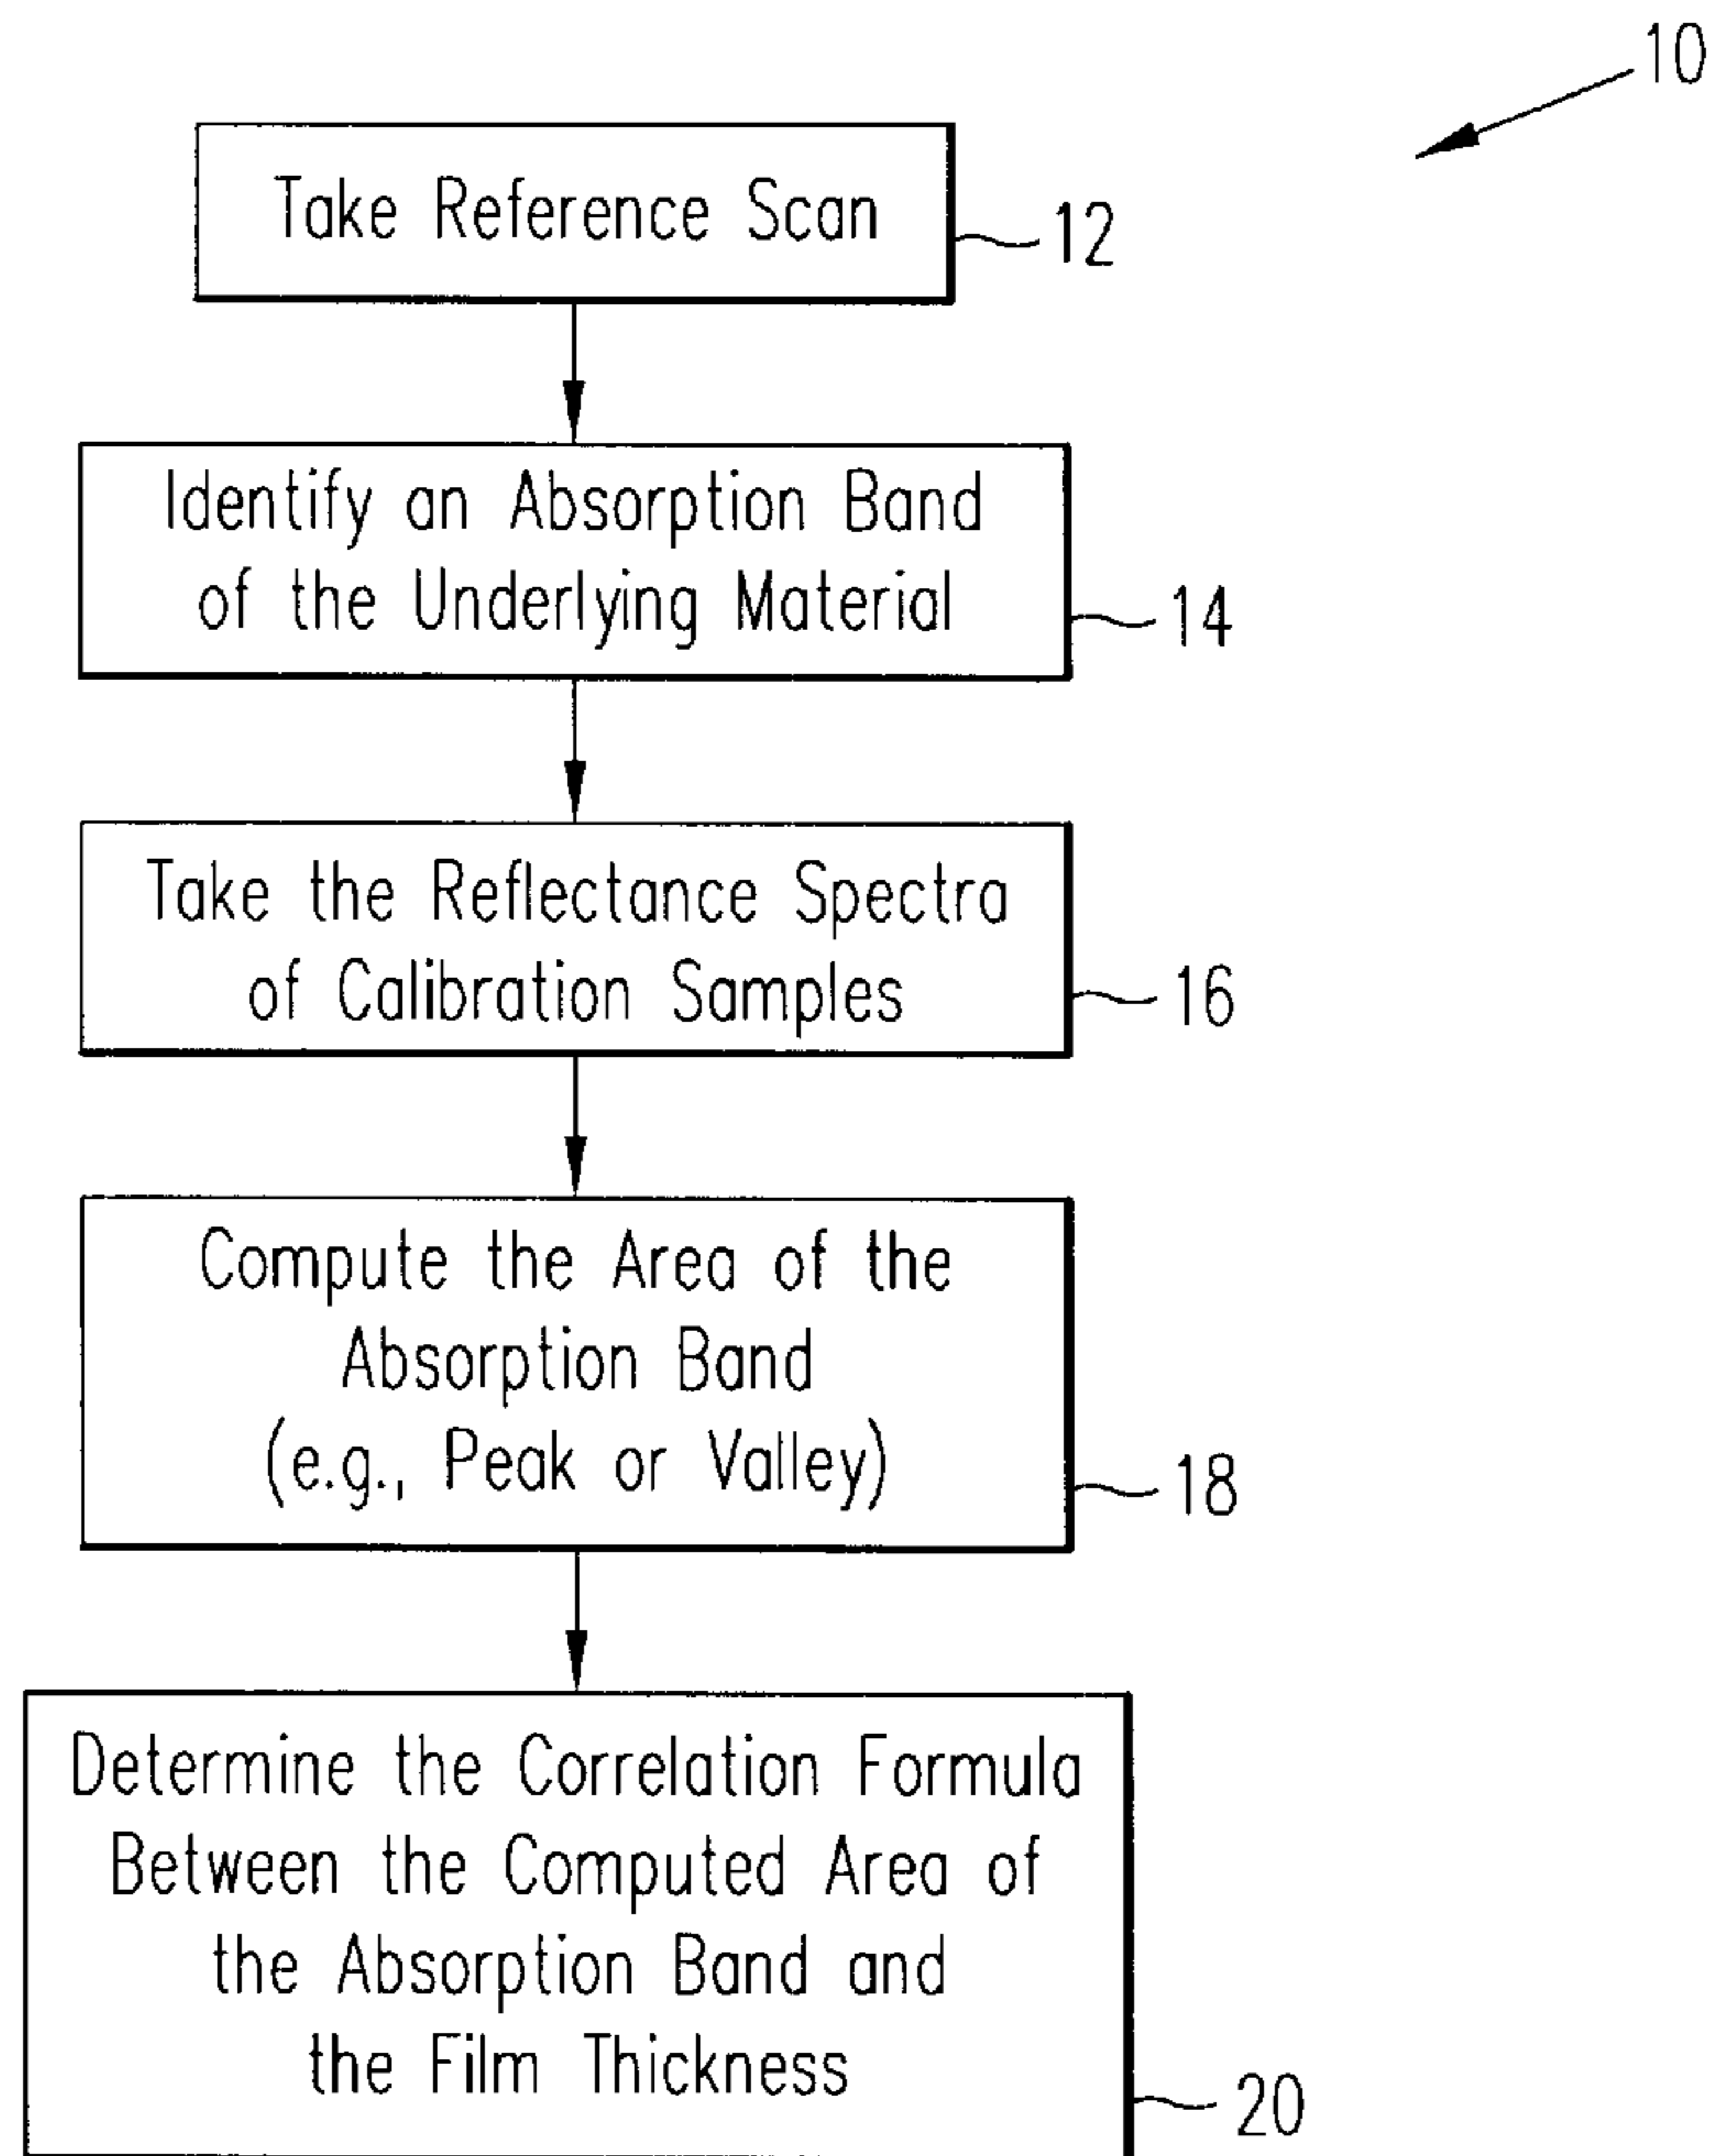 10
Take Reference Scan
12
Identify an Absorption Band
of the Underlying Material
14
Take the Reflectance Spectra
of Calibration Samples
16
Compute the Area of the
Absorption Band
(e.g., Peak or Valley)
18
Determine the Correlation Formula
Between the Computed Area of
the Absorption Band and
the Film Thickness
20